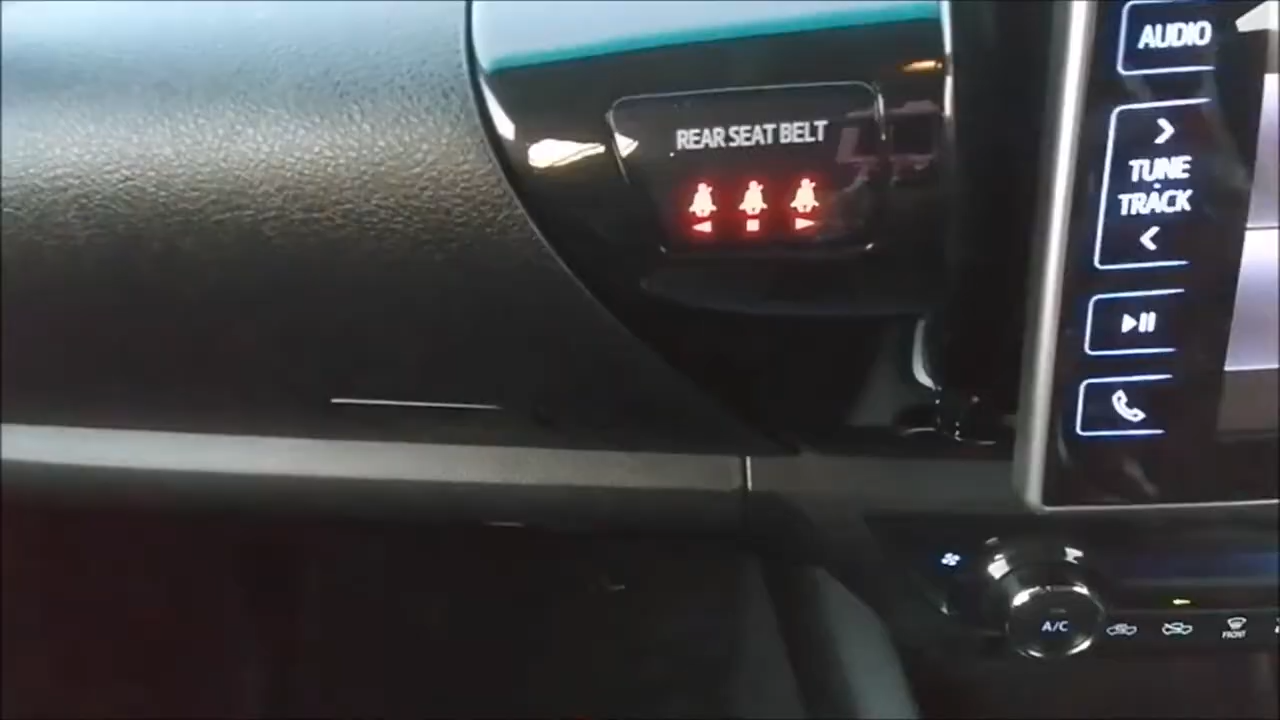 REAR SEAT BELT
AUDIO
TUNE
TRACK
A/C
FRONT